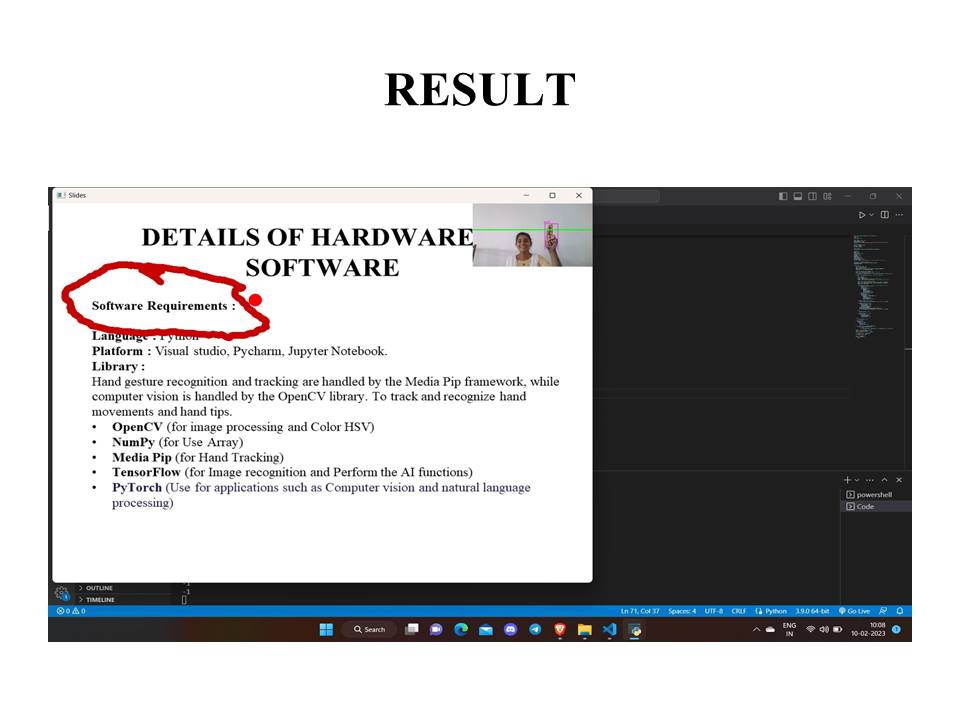 RESULT
Slides
DETAILS OF HARDWARE
SOFTWARE
Software Requirements :
Language : Python
Platform : Visual studio, Pycharm, Jupyter Notebook.
Library :
Hand gesture recognition and tracking are handled by the Media Pip framework, while
computer vision is handled by the OpenCV library. To track and recognize hand
movements and hand tips.
• OpenCV (for image processing and Color HSV)
• NumPy (for Use Array)
• Media Pip (for Hand Tracking)
• TensorFlow (for Image recognition and Perform the AI functions)
• PyTorch (Use for applications such as Computer vision and natural language
processing)
powershell
Code
OUTLINE
-1
TIMELINE
-1
0 0
Ln 71, Col 37 Spaces: 4 UTF-8 CRLF Python 3.9.0 64-bit Go Live
Search
ENG
IN
10:08
10-02-2023